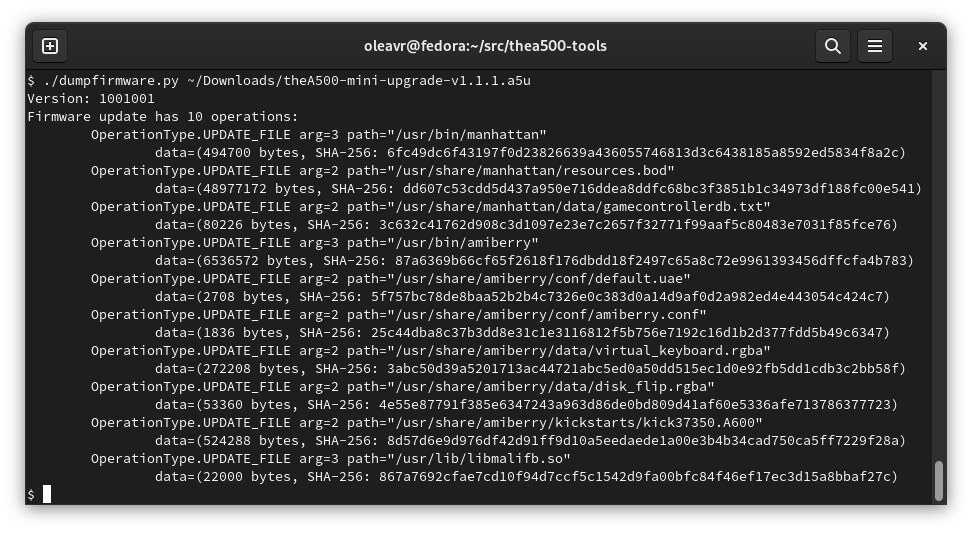 oleavr@fedora:~/src/thea500-tools
$ ./dumpfirmware.py ~/Downloads/theA500-mini-upgrade-v1.1.1.a5u
Version: 1001001
Firmware update has 10 operations:
OperationType.UPDATE_FILE arg=3 path="/usr/bin/manhattan"
data=(494700 bytes, SHA-256: 6fc49dc6f43197f0d23826639a436055746813d3c6438185a8592ed5834f8a2c)
OperationType.UPDATE_FILE arg=2 path="/usr/share/manhattan/resources.bod"
data=(48977172 bytes, SHA-256: dd607c53cdd5d437a950e716ddea8ddfc68bc3f3851b1c34973df188fc00e541)
OperationType.UPDATE_FILE arg=2 path="/usr/share/manhattan/data/gamecontrollerdb.txt"
data=(80226 bytes, SHA-256: 3c632c41762d908c3d1097e23e7c2657f32771f99aaf5c80483e7031f85fce76)
OperationType.UPDATE_FILE arg=3 path="/usr/bin/amiberry"
data=(6536572 bytes, SHA-256: 87a6369b66cf65f2618f176dbdd18f2497c65a8c72e9961393456dffcfa4b783)
OperationType.UPDATE_FILE arg=2 path="/usr/share/amiberry/conf/default.uae"
data=(2708 bytes, SHA-256: 5f757bc78de8baa52b2b4c7326e0c383d0a14d9af0d2a982ed4e443054c424c7)
OperationType.UPDATE_FILE arg=2 path="/usr/share/amiberry/conf/amiberry.conf"
data=(1836 bytes, SHA-256: 25c44dba8c37b3dd8e31c1e3116812f5b756e7192c16d1b2d377fdd5b49c6347)
OperationType.UPDATE_FILE arg=2 path="/usr/share/amiberry/data/virtual_keyboard.rgba"
data=(272208 bytes, SHA-256: 3abc50d39a5201713ac44721abc5ed0a50dd515ec1d0e92fb5dd1cdb3c2bb58f)
OperationType.UPDATE_FILE arg=2 path="/usr/share/amiberry/data/disk_flip.rgba"
data=(53360 bytes, SHA-256: 4e55e87791f385e6347243a963d86de0bd809d41af60e5336afe713786377723)
OperationType.UPDATE_FILE arg=2 path="/usr/share/amiberry/kickstarts/kick37350.A600"
data=(524288 bytes, SHA-256: 8d57d6e9d976df42d91ff9d10a5eedaede1a00e3b4b34cad750ca5ff7229f28a)
OperationType.UPDATE_FILE arg=3 path="/usr/lib/libmalifb.so"
data=(22000 bytes, SHA-256: 867a7692cfae7cd10f94d7ccf5c1542d9fa00bfc84f46ef17ec3d15a8bbaf27c)
$